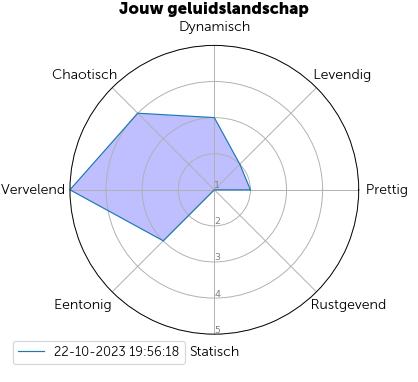 Jouw geluidslandschap
Dynamisch
Chaotisch
Levendig
Vervelend
1
Prettig
2
3
4
Eentonig
Rustgevend
5
22-10-2023 19:56:18
Statisch